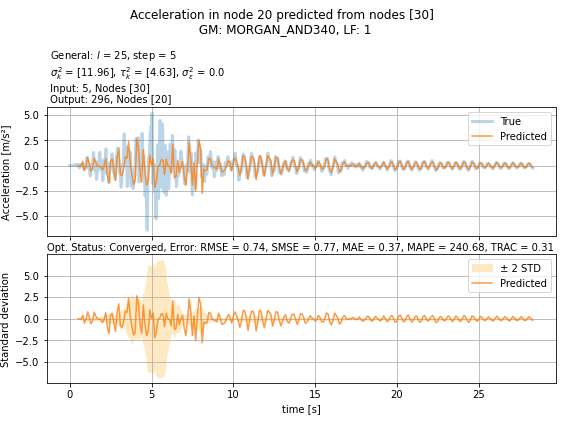 Acceleration in node 20 predicted from nodes [30]
GM: MORGAN_AND340, LF: 1
General: l = 25, step = 5
σ²ₖ = [11.96], τ²ₖ = [4.63], σ²ε = 0.0
Input: 5, Nodes [30]
Output: 296, Nodes [20]
5.0
2.5
0.0
−2.5
−5.0
Acceleration [m/s²]
True
Predicted
Opt. Status: Converged, Error: RMSE = 0.74, SMSE = 0.77, MAE = 0.37, MAPE = 240.68, TRAC = 0.31
5.0
2.5
0.0
−2.5
−5.0
Standard deviation
± 2 STD
Predicted
0 5 10 15 20 25
time [s]